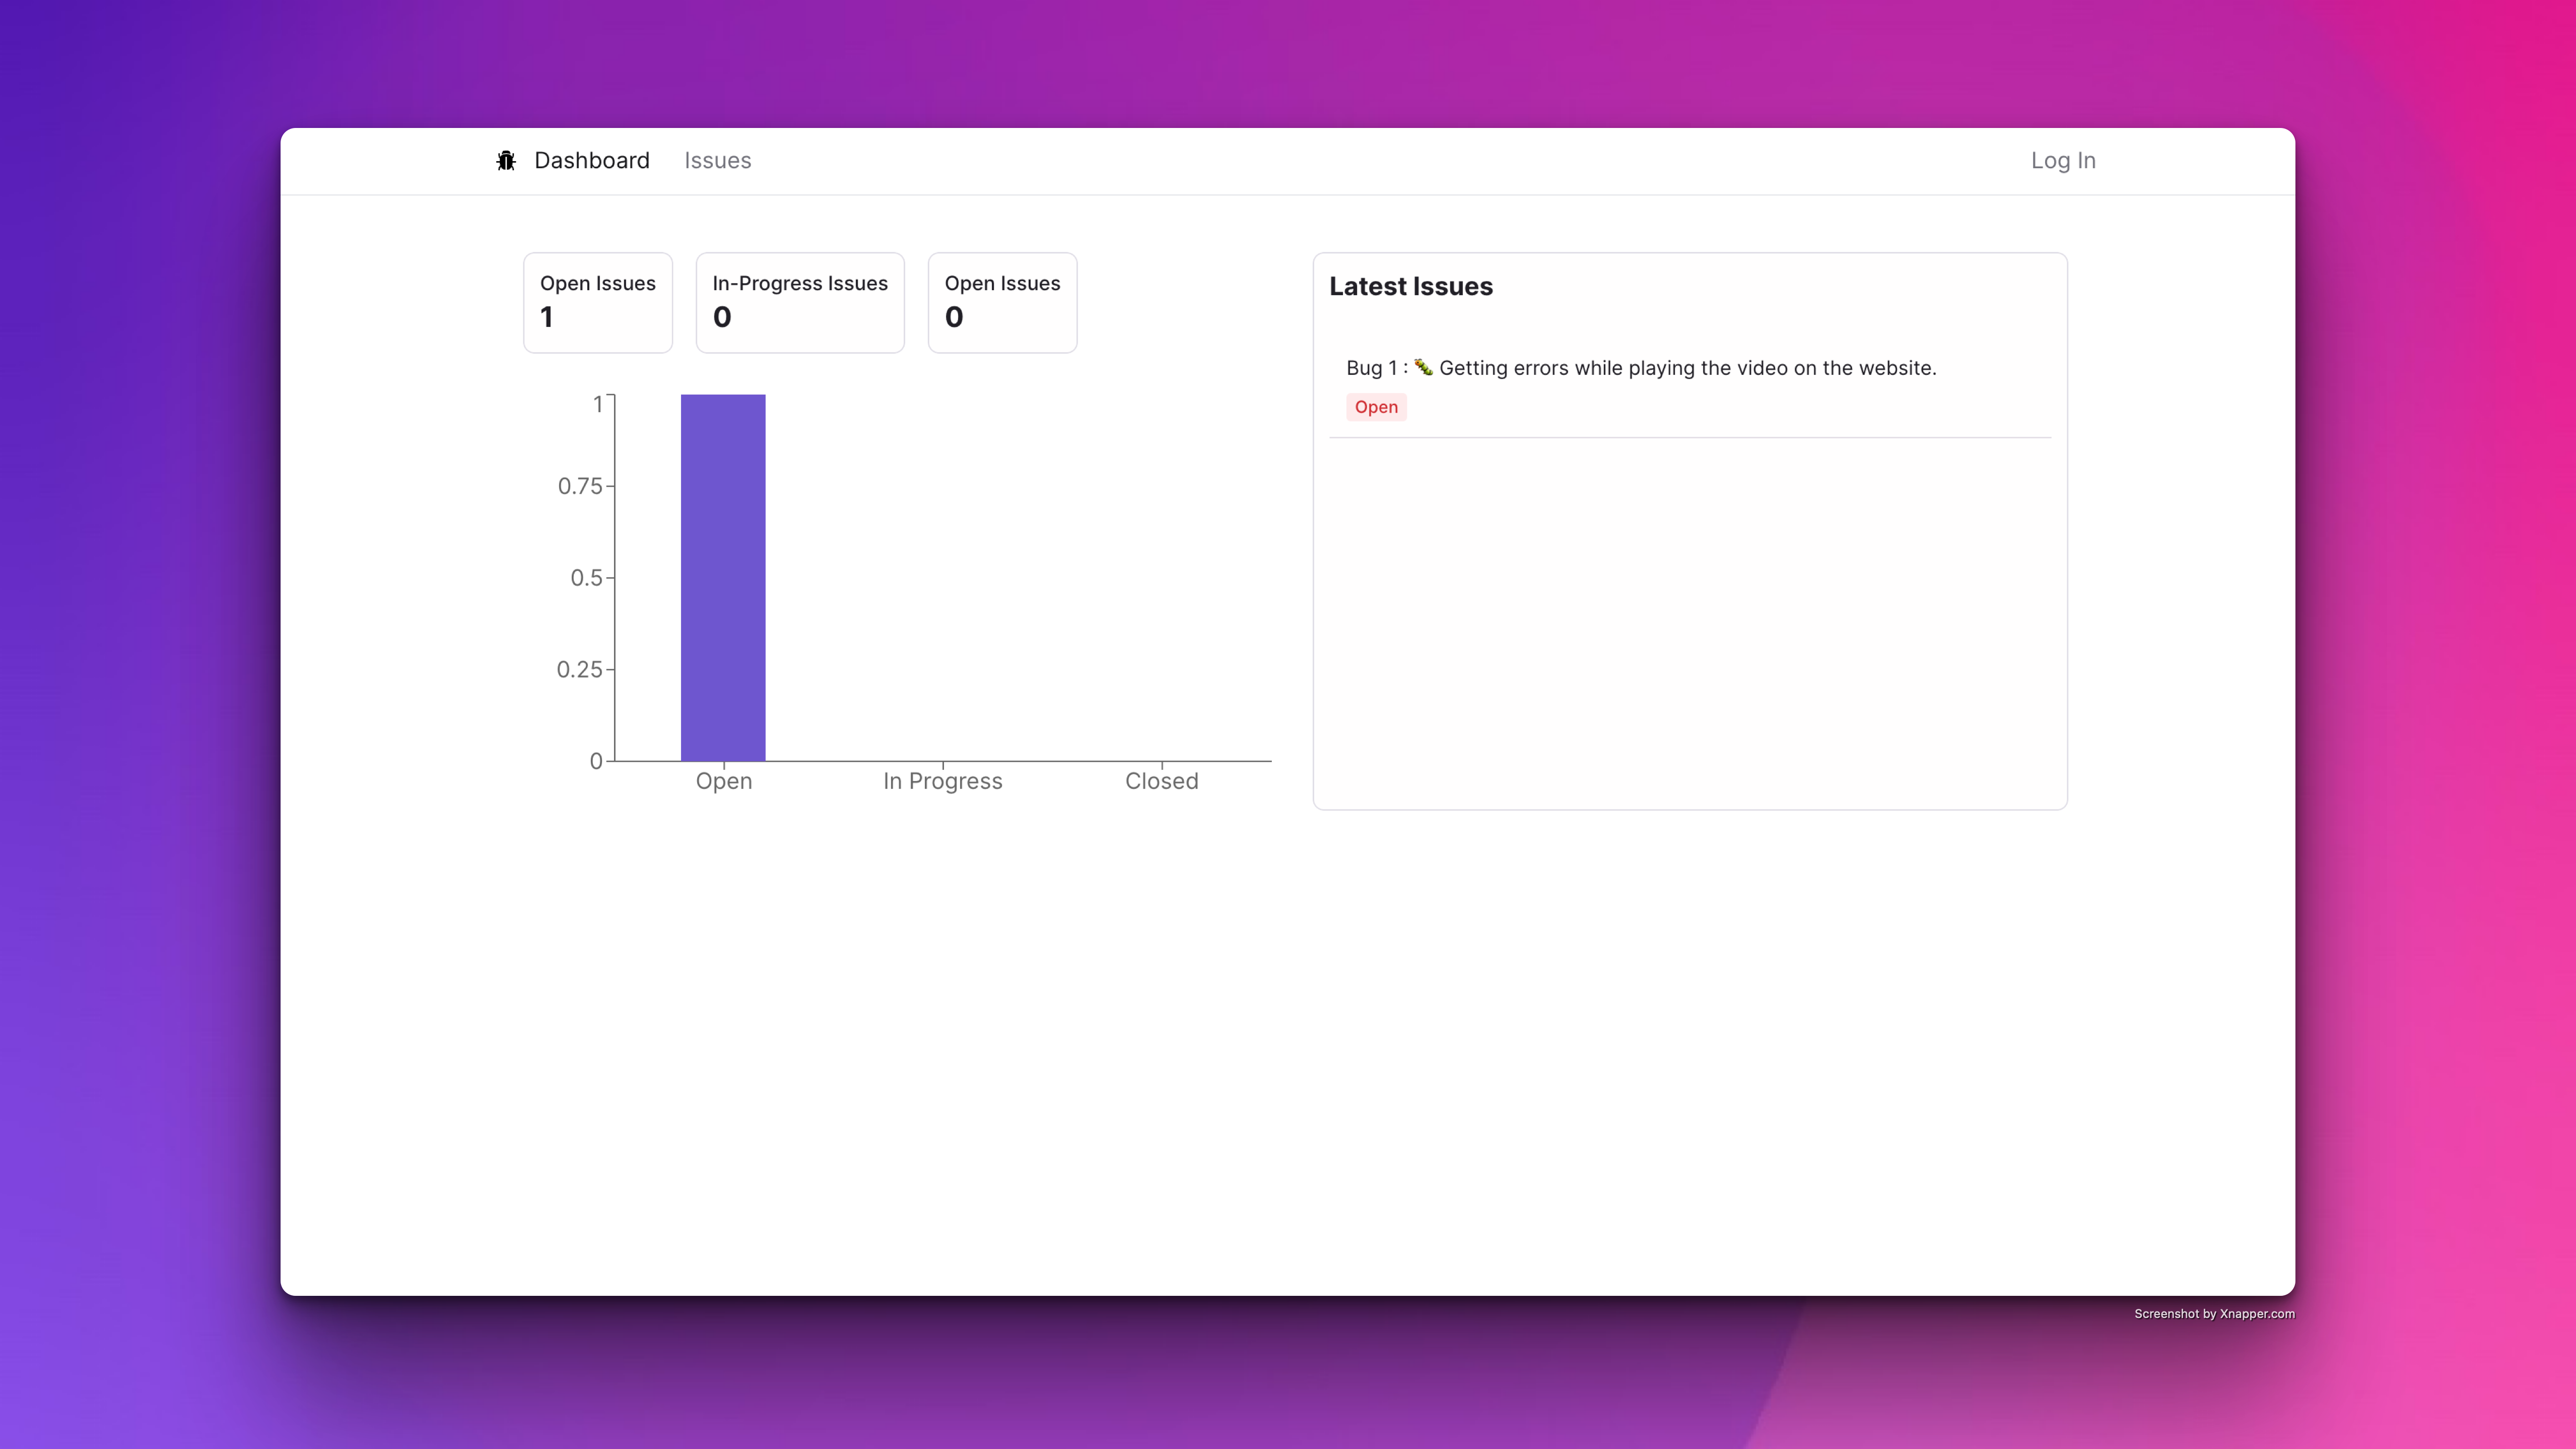 Dashboard Issues Log In
Open Issues
1
In-Progress Issues
0
Open Issues
0
1
0.75
0.5
0.25
0
Open In Progress Closed
Latest Issues
Bug 1 : 🐛 Getting errors while playing the video on the website.
Open
Screenshot by Xnapper.com